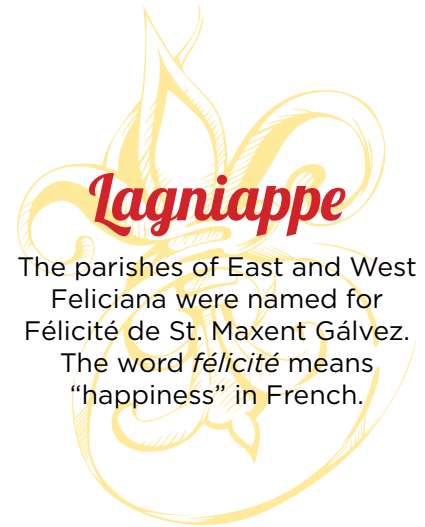 Lagniappe
The parishes of East and West
Feliciana were named for
Félicité de St. Maxent Gálvez.
The word félicité means
“happiness” in French.